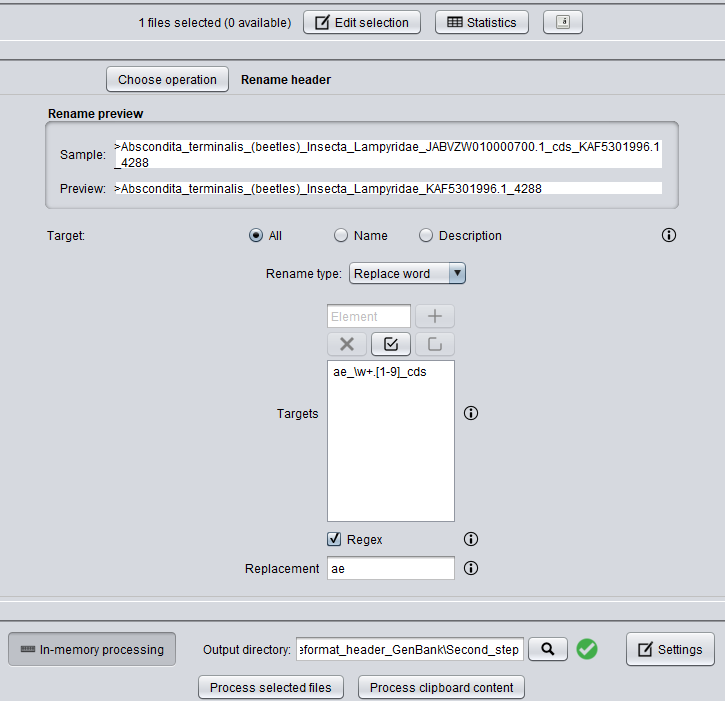 1 files selected (0 available) Edit selection Statistics a
Choose operation Rename header
Rename preview
Sample: >Abscondita_terminalis_(beetles)_Insecta_Lampyridae_JABVZW010000700.1_cds_KAF5301996.1
_4288
Preview: >Abscondita_terminalis_(beetles)_Insecta_Lampyridae_KAF5301996.1_4288
Target: All Name Description
Rename type: Replace word
Element
ae_\w+.[1-9]_cds
Targets
Regex
Replacement ae
In-memory processing Output directory: eformat_header_GenBank\Second_step Settings
Process selected files Process clipboard content